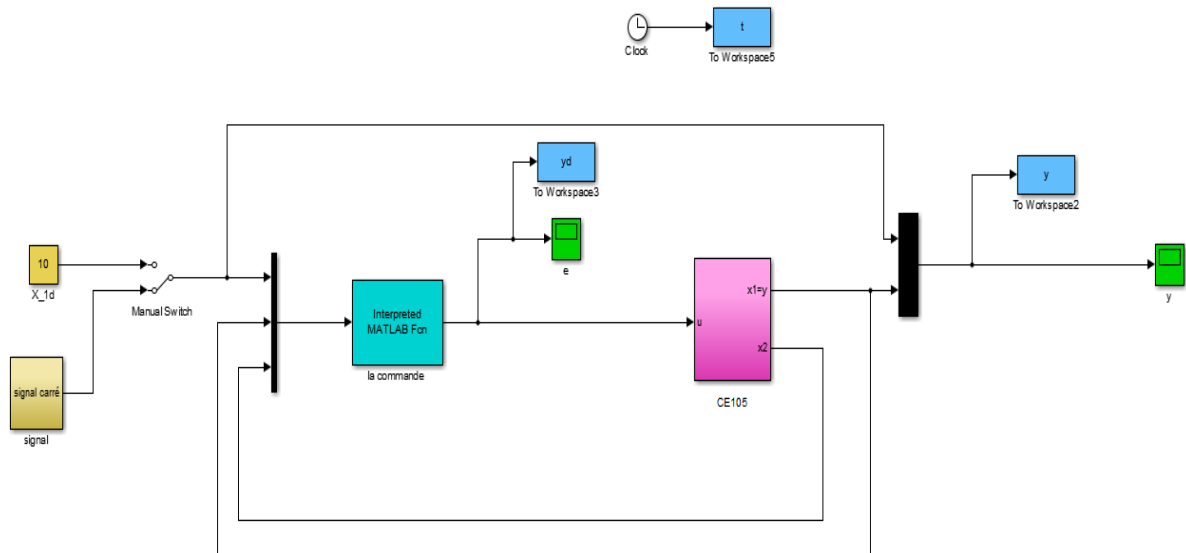 t
Clock
To Workspace5
yd
To Workspace3
y
To Workspace2
10
X_1d
Manual Switch
e
Interpreted
MATLAB Fcn
la commande
x1=y
u
x2
CE105
y
signal carré
signal